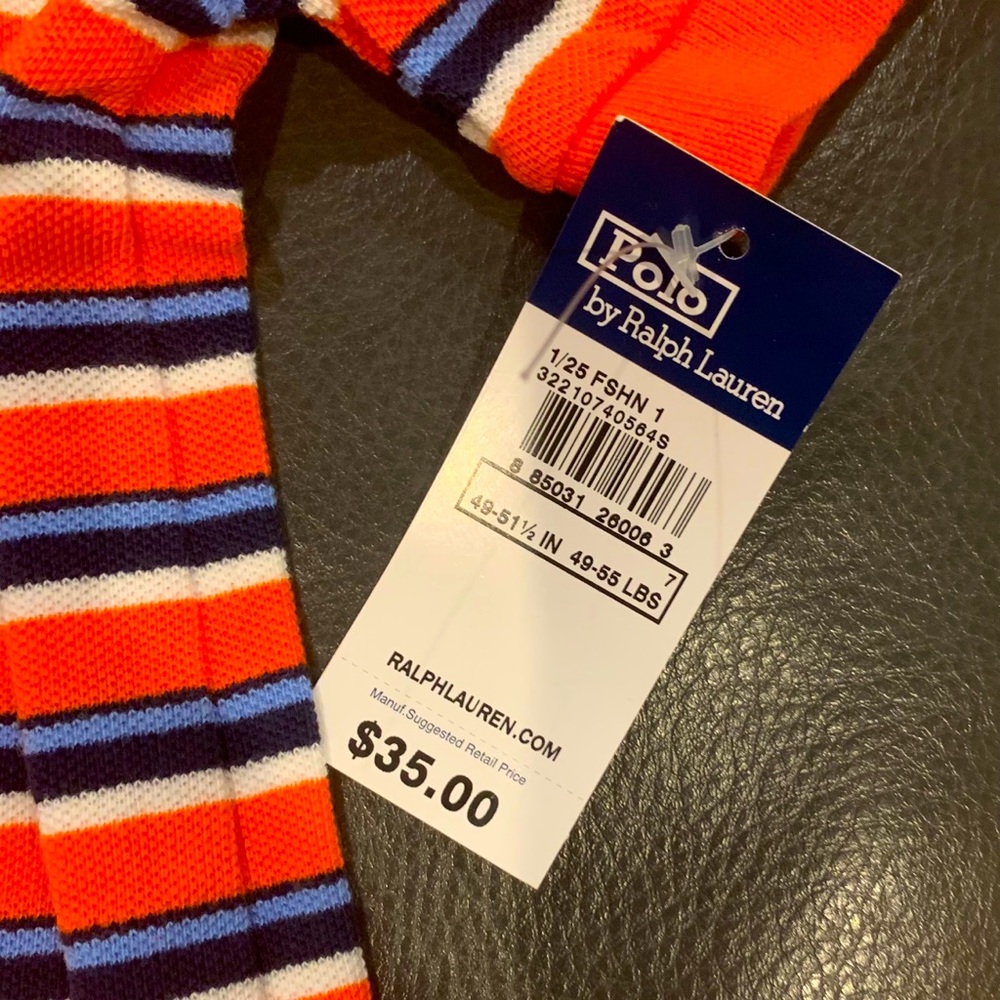 Polo
by Ralph Lauren
1/25 FSHN 1
32210740564S
8 85031 26006 3
7
49-51½ IN 49-55 LBS
RALPHLAUREN.COM
Manuf.Suggested Retail Price
$35.00